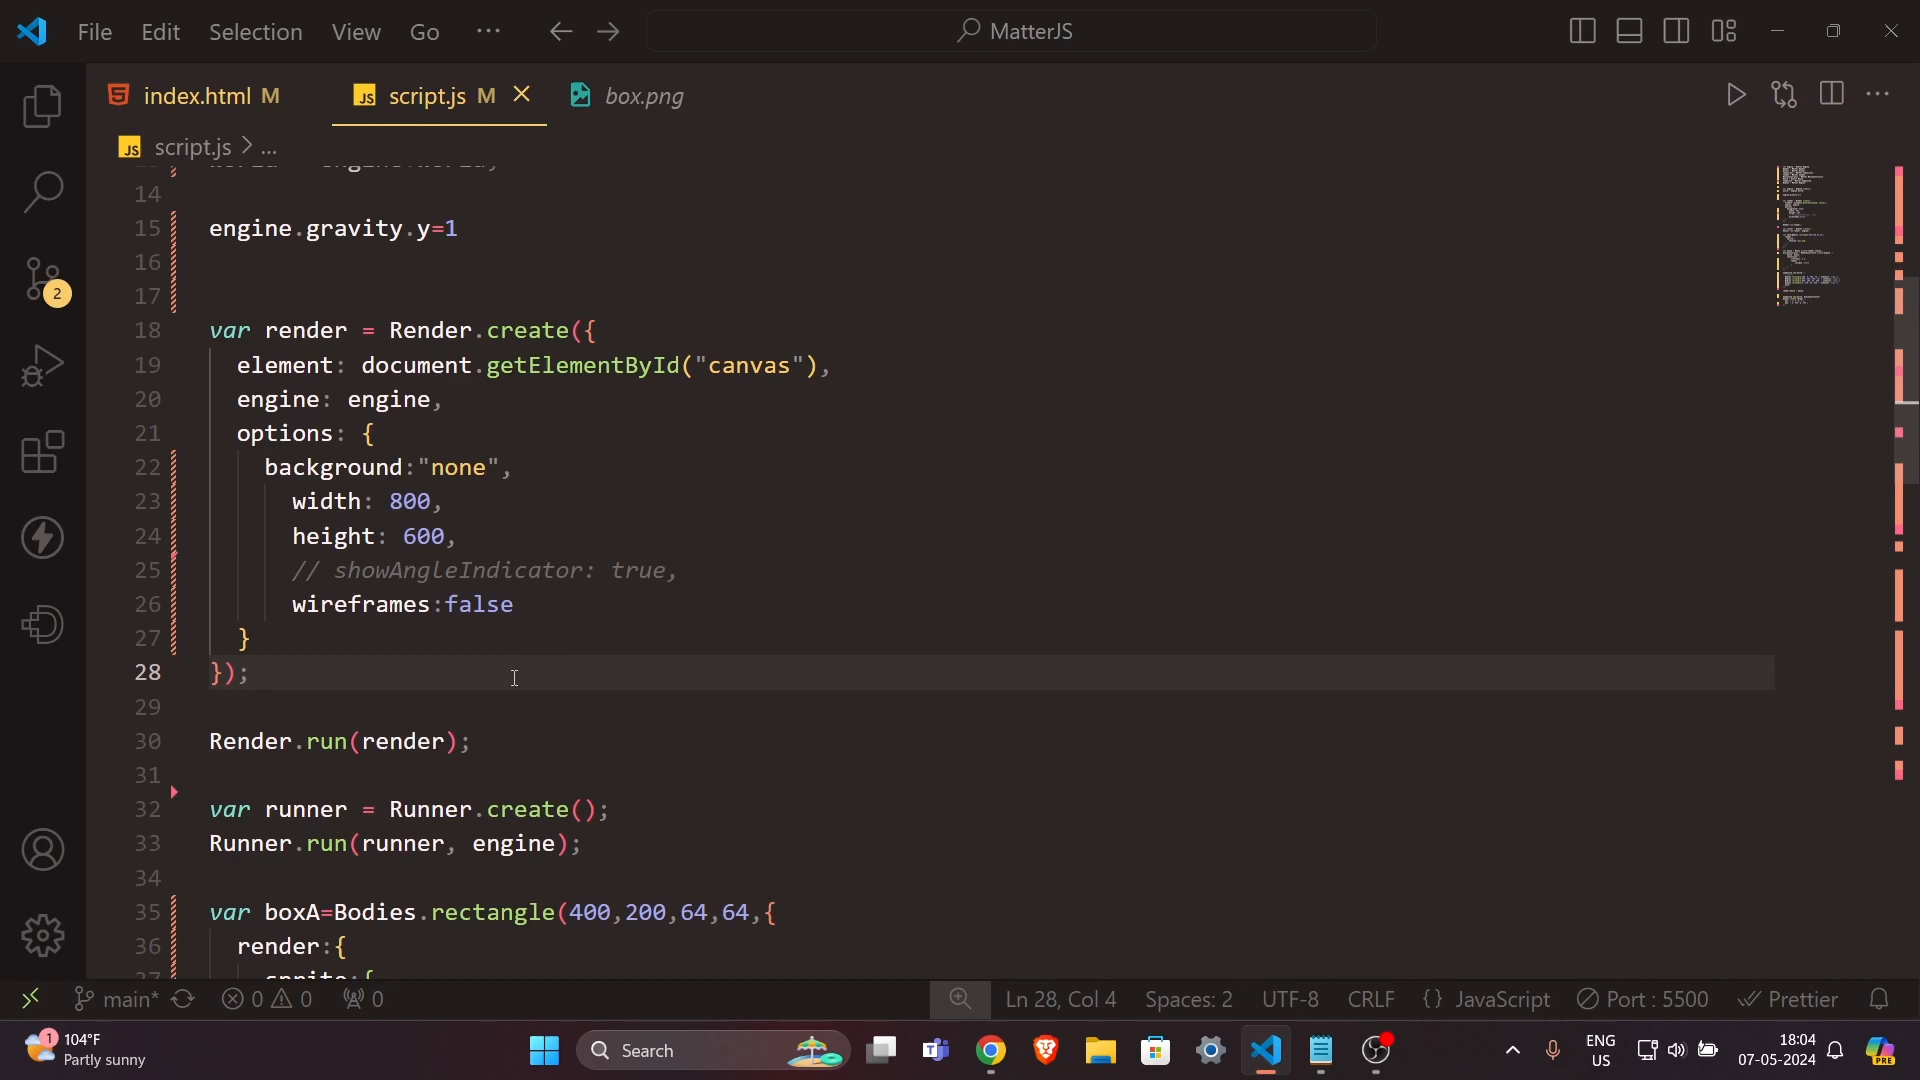 File Edit Selection View Go ··· MatterJS
index.html M script.js M box.png
JS script.js > ...
14
15 engine.gravity.y=1
16
17
18 var render = Render.create({
19 element: document.getElementById("canvas"),
20 engine: engine,
21 options: {
22 background:"none",
23 width: 800,
24 height: 600,
25 // showAngleIndicator: true,
26 wireframes:false
27 }
28 });
29
30 Render.run(render);
31
32 var runner = Runner.create();
33 Runner.run(runner, engine);
34
35 var boxA=Bodies.rectangle(400,200,64,64,{
36 render:{
37 sprite:{
2
main* 0 0 0 Ln 28, Col 4 Spaces: 2 UTF-8 CRLF {} JavaScript Port : 5500 Prettier
1 104°F
Partly sunny
Search
ENG
US
18:04
07-05-2024
PRE